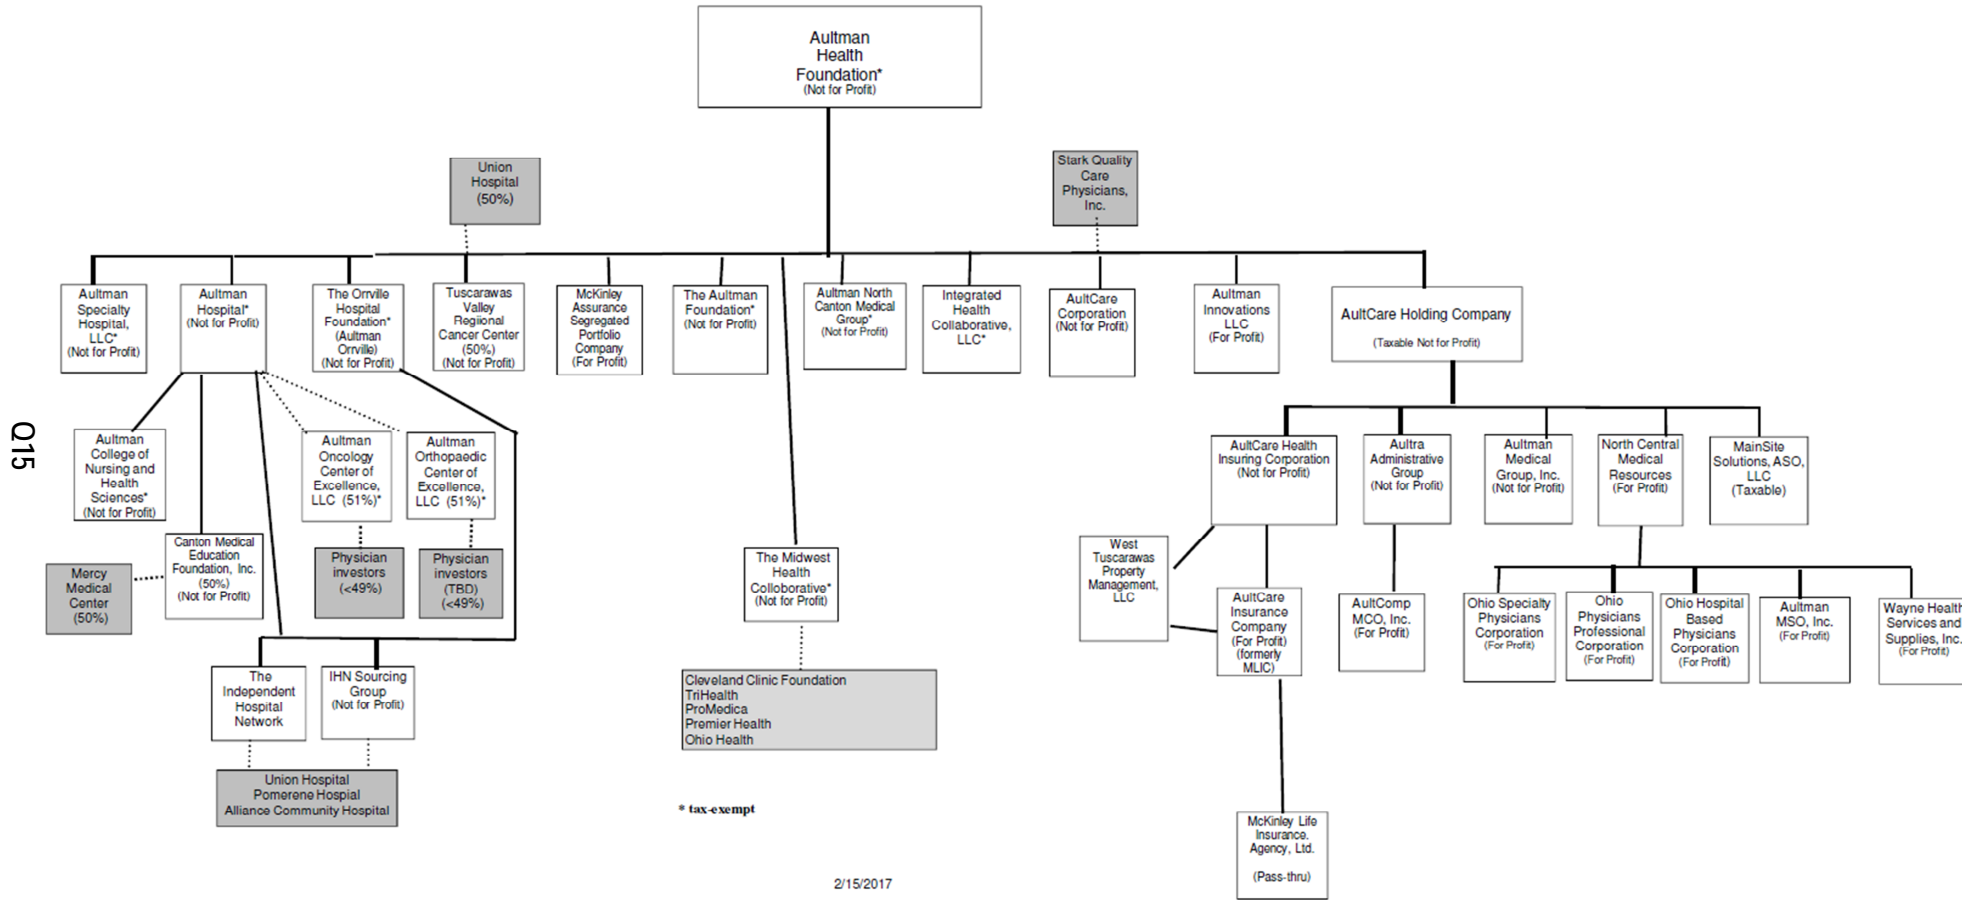 Aultman
Health
Foundation*
(Not for Profit)
Union
Hospital
(50%)
Stark Quality
Care
Physicians,
Inc.
Aultman
Specialty
Hospital,
LLC*
(Not for Profit)
Aultman
Hospital*
(Not for Profit)
The Orrville
Hospital
Foundation*
(Aultman
Orrville)
(Not for Profit)
Tuscarawas
Valley
Regional
Cancer Center
(50%)
(Not for Profit)
McKinley
Assurance
Segregated
Portfolio
Company
(For Profit)
The Aultman
Foundation*
(Not for Profit)
Aultman North
Canton Medical
Group*
(Not for Profit)
Integrated
Health
Collaborative,
LLC*
AultCare
Corporation
(Not for Profit)
Aultman
Innovations
LLC
(For Profit)
AultCare Holding Company
(Taxable Not for Profit)
Q15
Aultman
College of
Nursing and
Health
Sciences*
(Not for Profit)
Aultman
Oncology
Center of
Excellence,
LLC (51%)*
Aultman
Orthopaedic
Center of
Excellence,
LLC (51%)*
AultCare Health
Insuring Corporation
(Not for Profit)
Aultra
Administrative
Group
(Not for Profit)
Aultman
Medical
Group, Inc.
(Not for Profit)
North Central
Medical
Resources
(For Profit)
MainSite
Solutions, ASO,
LLC
(Taxable)
Mercy
Medical
Center
(50%)
Canton Medical
Education
Foundation, Inc.
(50%)
(Not for Profit)
Physician
investors
(<49%)
Physician
investors
(TBD)
(<49%)
The Midwest
Health
Collaborative*
(Not for Profit)
West
Tuscarawas
Property
Management,
LLC
AultCare
Insurance
Company
(For Profit)
(formerly
MLIC)
AultComp
MCO, Inc.
(For Profit)
Ohio Specialty
Physicians
Corporation
(For Profit)
Ohio
Physicians
Professional
Corporation
(For Profit)
Ohio Hospital
Based
Physicians
Corporation
(For Profit)
Aultman
MSO, Inc.
(For Profit)
Wayne Health
Services and
Supplies, Inc.
(For Profit)
The
Independent
Hospital
Network
IHN Sourcing
Group
(Not for Profit)
Cleveland Clinic Foundation
TriHealth
ProMedica
Premier Health
Ohio Health
Union Hospital
Pomerene Hospial
Alliance Community Hospital
* tax-exempt
McKinley Life
Insurance.
Agency, Ltd.
(Pass-thru)
2/15/2017